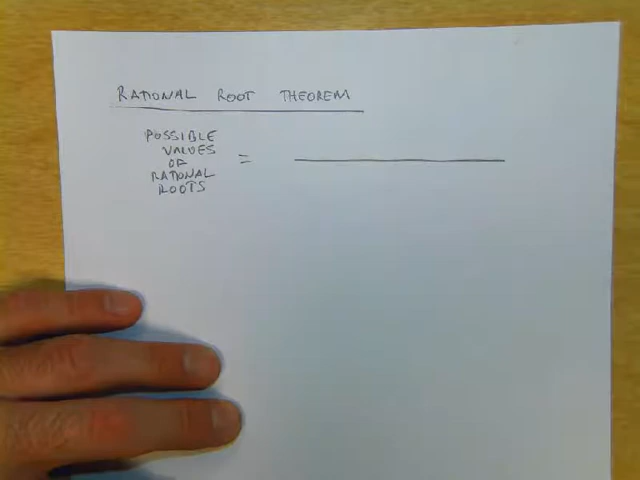 RATIONAL ROOT THEOREM
POSSIBLE
VALUES
OF
RATIONAL
ROOTS
=